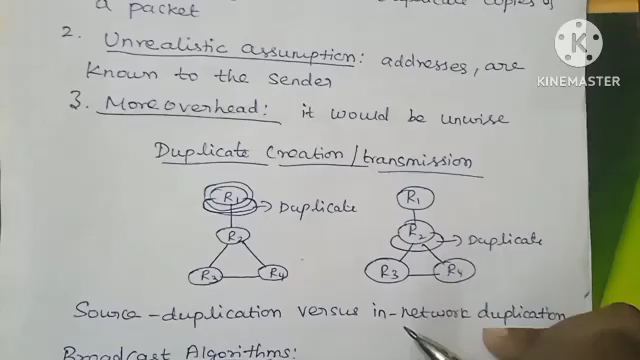 a packet
2. Unrealistic assumption: addresses, are
known to the sender
3. More overhead: it would be unwise
Duplicate Creation/transmission
R1
Duplicate
R2
R3
R4
R1
R2
Duplicate
R3
R4
Source-duplication versus in-network duplication
Broadcast Algorithms:
K
KINEMASTER